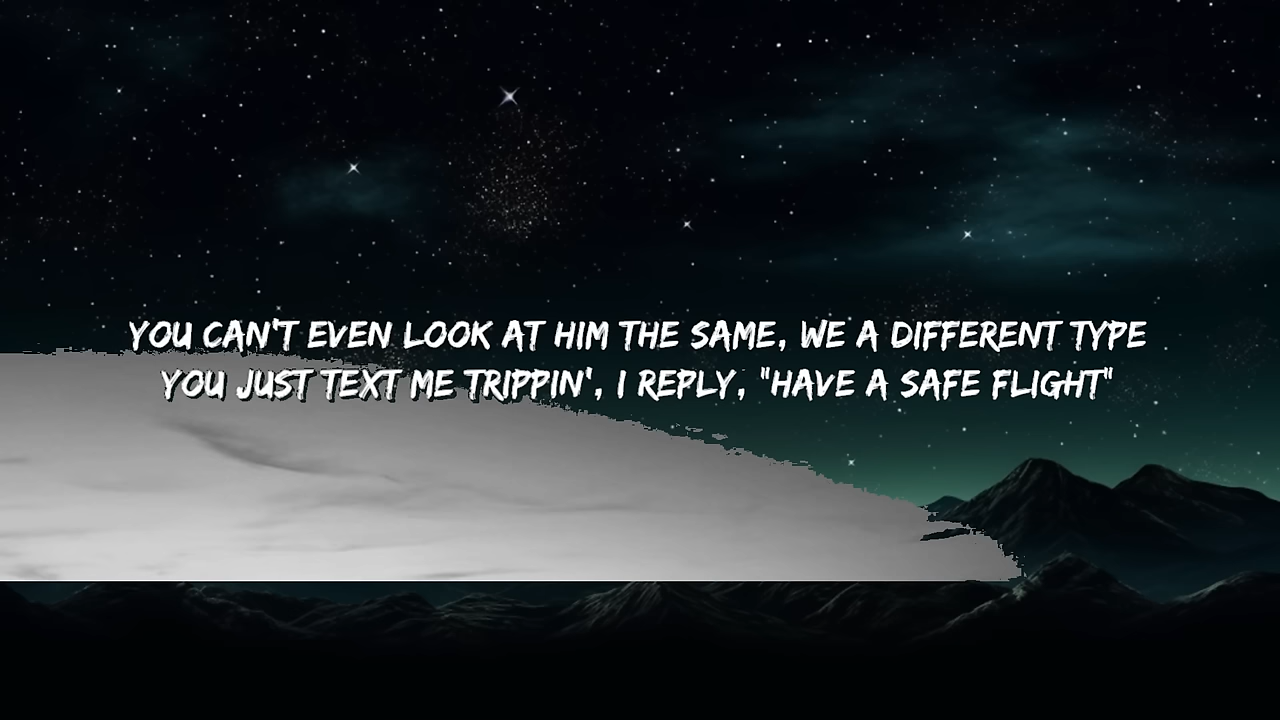 YOU CAN'T EVEN LOOK AT HIM THE SAME, WE A DIFFERENT TYPE
YOU JUST TEXT ME TRIPPIN', I REPLY, "HAVE A SAFE FLIGHT"